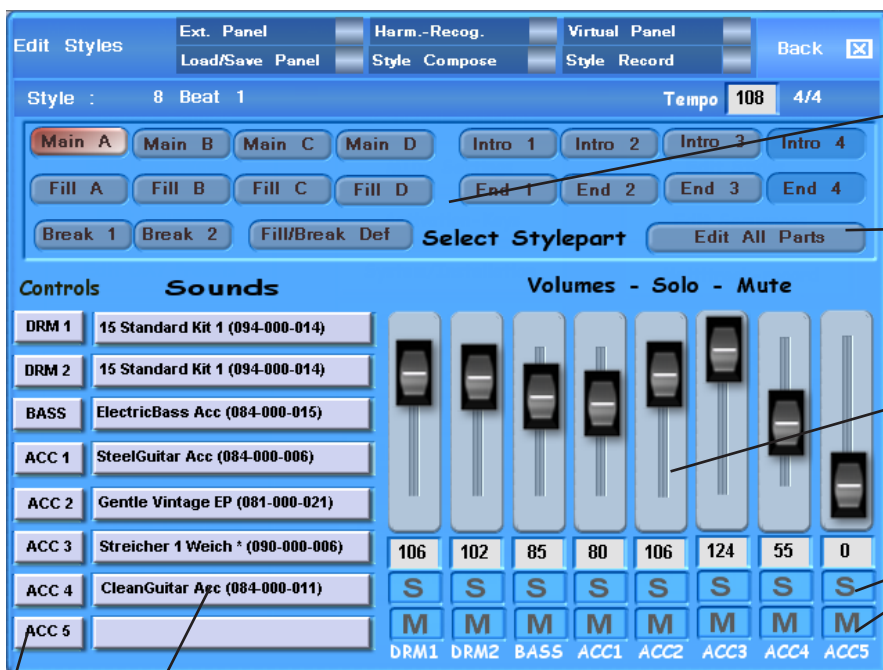 Edit Styles
Ext. Panel Harm.-Recog. Virtual Panel
Load/Save Panel Style Compose Style Record
Back
Style : 8 Beat 1 Tempo 108 4/4
Main A Main B Main C Main D Intro 1 Intro 2 Intro 3 Intro 4
Fill A Fill B Fill C Fill D End 1 End 2 End 3 End 4
Break 1 Break 2 Fill/Break Def Select Stylepart Edit All Parts
Controls Sounds Volumes - Solo - Mute
DRM 1 15 Standard Kit 1 (094-000-014)
DRM 2 15 Standard Kit 1 (094-000-014)
BASS ElectricBass Acc (084-000-015)
ACC 1 SteelGuitar Acc (084-000-006)
ACC 2 Gentle Vintage EP (081-000-021)
ACC 3 Streicher 1 Weich * (090-000-006)
ACC 4 CleanGuitar Acc (084-000-011)
ACC 5
106 102 85 80 106 124 55 0
S S S S S S S S
M M M M M M M M
DRM1 DRM2 BASS ACC1 ACC2 ACC3 ACC4 ACC5